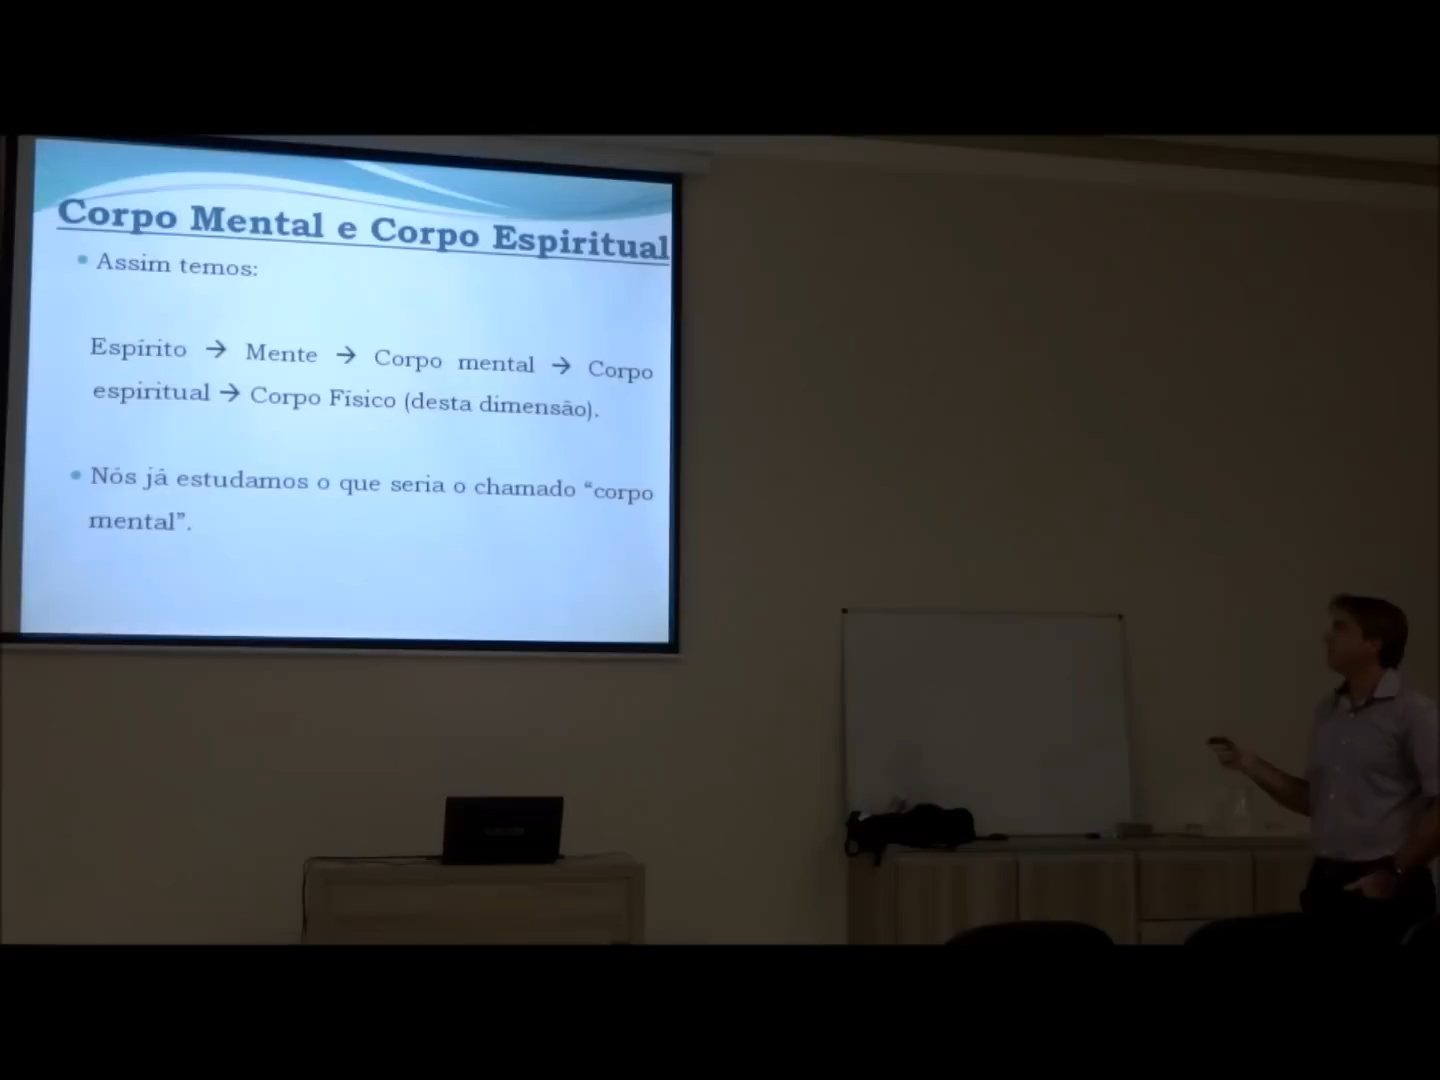 Corpo Mental e Corpo Espiritual
• Assim temos:
Espírito → Mente → Corpo mental → Corpo
espiritual → Corpo Físico (desta dimensão).
• Nós já estudamos o que seria o chamado “corpo
mental”.